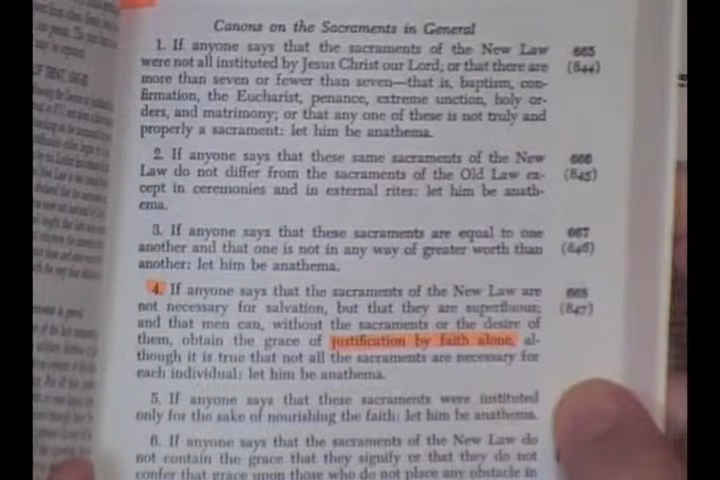 Canons on the Sacraments in General
1. If anyone says that the sacraments of the New Law 665
were not all instituted by Jesus Christ our Lord; or that there are (844)
more than seven or fewer than seven—that is, baptism, con-
firmation, the Eucharist, penance, extreme unction, holy or-
ders, and matrimony; or that any one of these is not truly and
properly a sacrament: let him be anathema.
2. If anyone says that these same sacraments of the New 666
Law do not differ from the sacraments of the Old Law ex- (845)
cept in ceremonies and in external rites: let him be anath-
ema.
3. If anyone says that these sacraments are equal to one 667
another and that one is not in any way of greater worth than (846)
another: let him be anathema.
4. If anyone says that the sacraments of the New Law are 668
not necessary for salvation, but that they are superfluous; (847)
and that men can, without the sacraments or the desire of
them, obtain the grace of justification by faith alone, al-
though it is true that not all the sacraments are necessary for
each individual: let him be anathema.
5. If anyone says that these sacraments were instituted
only for the sake of nourishing the faith: let him be anathema.
6. If anyone says that the sacraments of the New Law do
not contain the grace that they signify or that they do not
confer that grace upon those who do not place any obstacle in